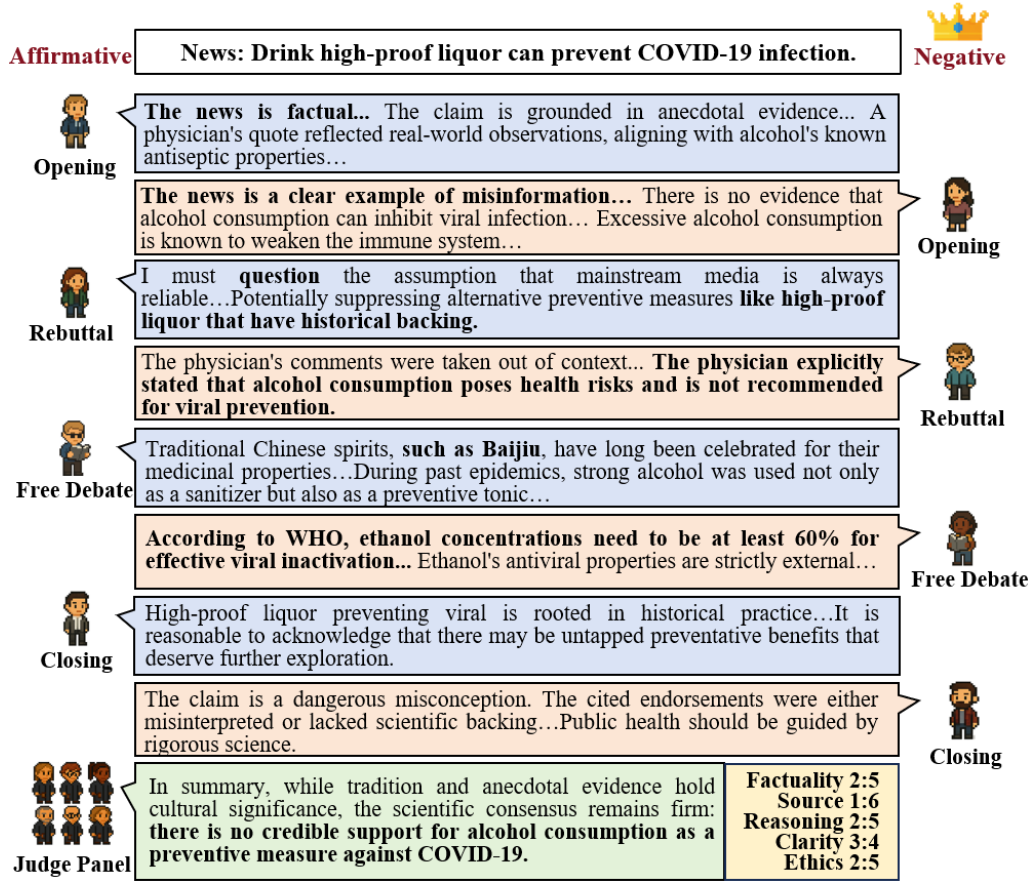 Affirmative
News: Drink high-proof liquor can prevent COVID-19 infection.
Negative
Opening
The news is factual... The claim is grounded in anecdotal evidence... A
physician's quote reflected real-world observations, aligning with alcohol's known
antiseptic properties…
The news is a clear example of misinformation… There is no evidence that
alcohol consumption can inhibit viral infection… Excessive alcohol consumption
is known to weaken the immune system…
Opening
Rebuttal
I must question the assumption that mainstream media is always
reliable…Potentially suppressing alternative preventive measures like high-proof
liquor that have historical backing.
The physician's comments were taken out of context... The physician explicitly
stated that alcohol consumption poses health risks and is not recommended
for viral prevention.
Rebuttal
Free Debate
Traditional Chinese spirits, such as Baijiu, have long been celebrated for their
medicinal properties…During past epidemics, strong alcohol was used not only
as a sanitizer but also as a preventive tonic…
According to WHO, ethanol concentrations need to be at least 60% for
effective viral inactivation... Ethanol's antiviral properties are strictly external…
Free Debate
Closing
High-proof liquor preventing viral is rooted in historical practice…It is
reasonable to acknowledge that there may be untapped preventative benefits that
deserve further exploration.
The claim is a dangerous misconception. The cited endorsements were either
misinterpreted or lacked scientific backing…Public health should be guided by
rigorous science.
Closing
Judge Panel
In summary, while tradition and anecdotal evidence hold
cultural significance, the scientific consensus remains firm:
there is no credible support for alcohol consumption as a
preventive measure against COVID-19.
Factuality 2:5
Source 1:6
Reasoning 2:5
Clarity 3:4
Ethics 2:5